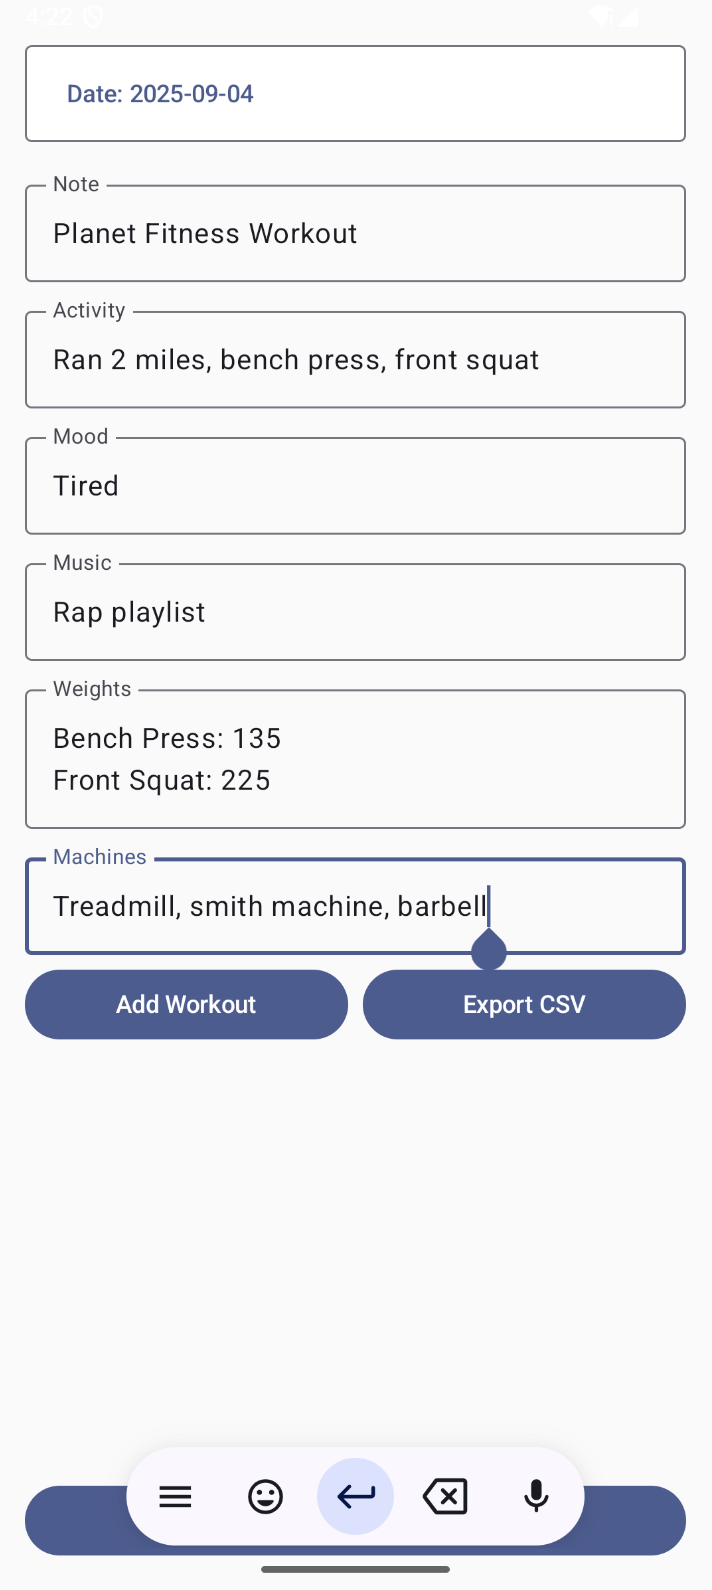 4:22
Date: 2025-09-04
Note
Planet Fitness Workout
Activity
Ran 2 miles, bench press, front squat
Mood
Tired
Music
Rap playlist
Weights
Bench Press: 135
Front Squat: 225
Machines
Treadmill, smith machine, barbell
Add Workout
Export CSV